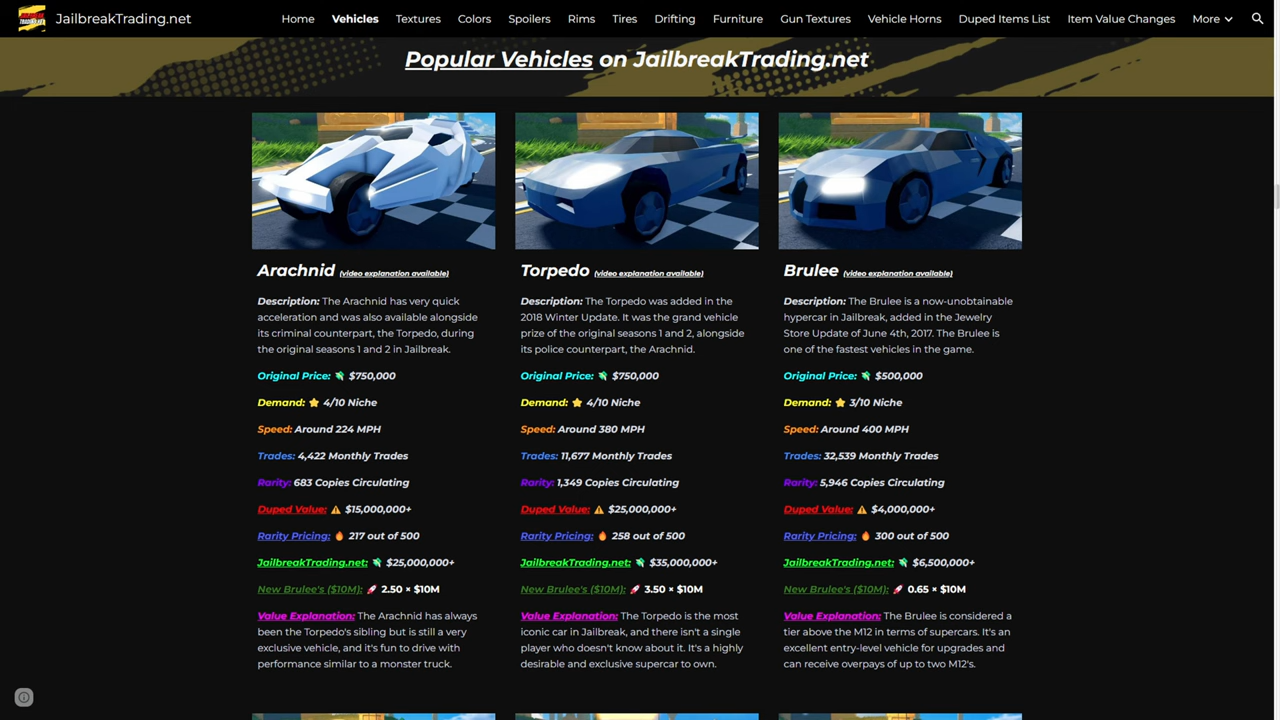 JailbreakTrading.net
Home
Vehicles
Textures
Colors
Spoilers
Rims
Tires
Drifting
Furniture
Gun Textures
Vehicle Horns
Duped Items List
Item Value Changes
More
Popular Vehicles on JailbreakTrading.net
Arachnid (video explanation available)
Description: The Arachnid has very quick
acceleration and was also available alongside
its criminal counterpart, the Torpedo, during
the original seasons 1 and 2 in Jailbreak.
Original Price: 💸 $750,000
Demand: ⭐ 4/10 Niche
Speed: Around 224 MPH
Trades: 4,422 Monthly Trades
Rarity: 683 Copies Circulating
Duped Value: ⚠️ $15,000,000+
Rarity Pricing: 🔥 217 out of 500
JailbreakTrading.net: 💸 $25,000,000+
New Brulee's ($10M): 🚀 2.50 × $10M
Value Explanation: The Arachnid has always
been the Torpedo's sibling but is still a very
exclusive vehicle, and it's fun to drive with
performance similar to a monster truck.
Torpedo (video explanation available)
Description: The Torpedo was added in the
2018 Winter Update. It was the grand vehicle
prize of the original seasons 1 and 2, alongside
its police counterpart, the Arachnid.
Original Price: 💸 $750,000
Demand: ⭐ 4/10 Niche
Speed: Around 380 MPH
Trades: 11,677 Monthly Trades
Rarity: 1,349 Copies Circulating
Duped Value: ⚠️ $25,000,000+
Rarity Pricing: 🔥 258 out of 500
JailbreakTrading.net: 💸 $35,000,000+
New Brulee's ($10M): 🚀 3.50 × $10M
Value Explanation: The Torpedo is the most
iconic car in Jailbreak, and there isn't a single
player who doesn't know about it. It's a highly
desirable and exclusive supercar to own.
Brulee (video explanation available)
Description: The Brulee is a now-unobtainable
hypercar in Jailbreak, added in the Jewelry
Store Update of June 4th, 2017. The Brulee is
one of the fastest vehicles in the game.
Original Price: 💸 $500,000
Demand: ⭐ 3/10 Niche
Speed: Around 400 MPH
Trades: 32,539 Monthly Trades
Rarity: 5,946 Copies Circulating
Duped Value: ⚠️ $4,000,000+
Rarity Pricing: 🔥 300 out of 500
JailbreakTrading.net: 💸 $6,500,000+
New Brulee's ($10M): 🚀 0.65 × $10M
Value Explanation: The Brulee is considered a
tier above the M12 in terms of supercars. It's an
excellent entry-level vehicle for upgrades and
can receive overpays of up to two M12's.